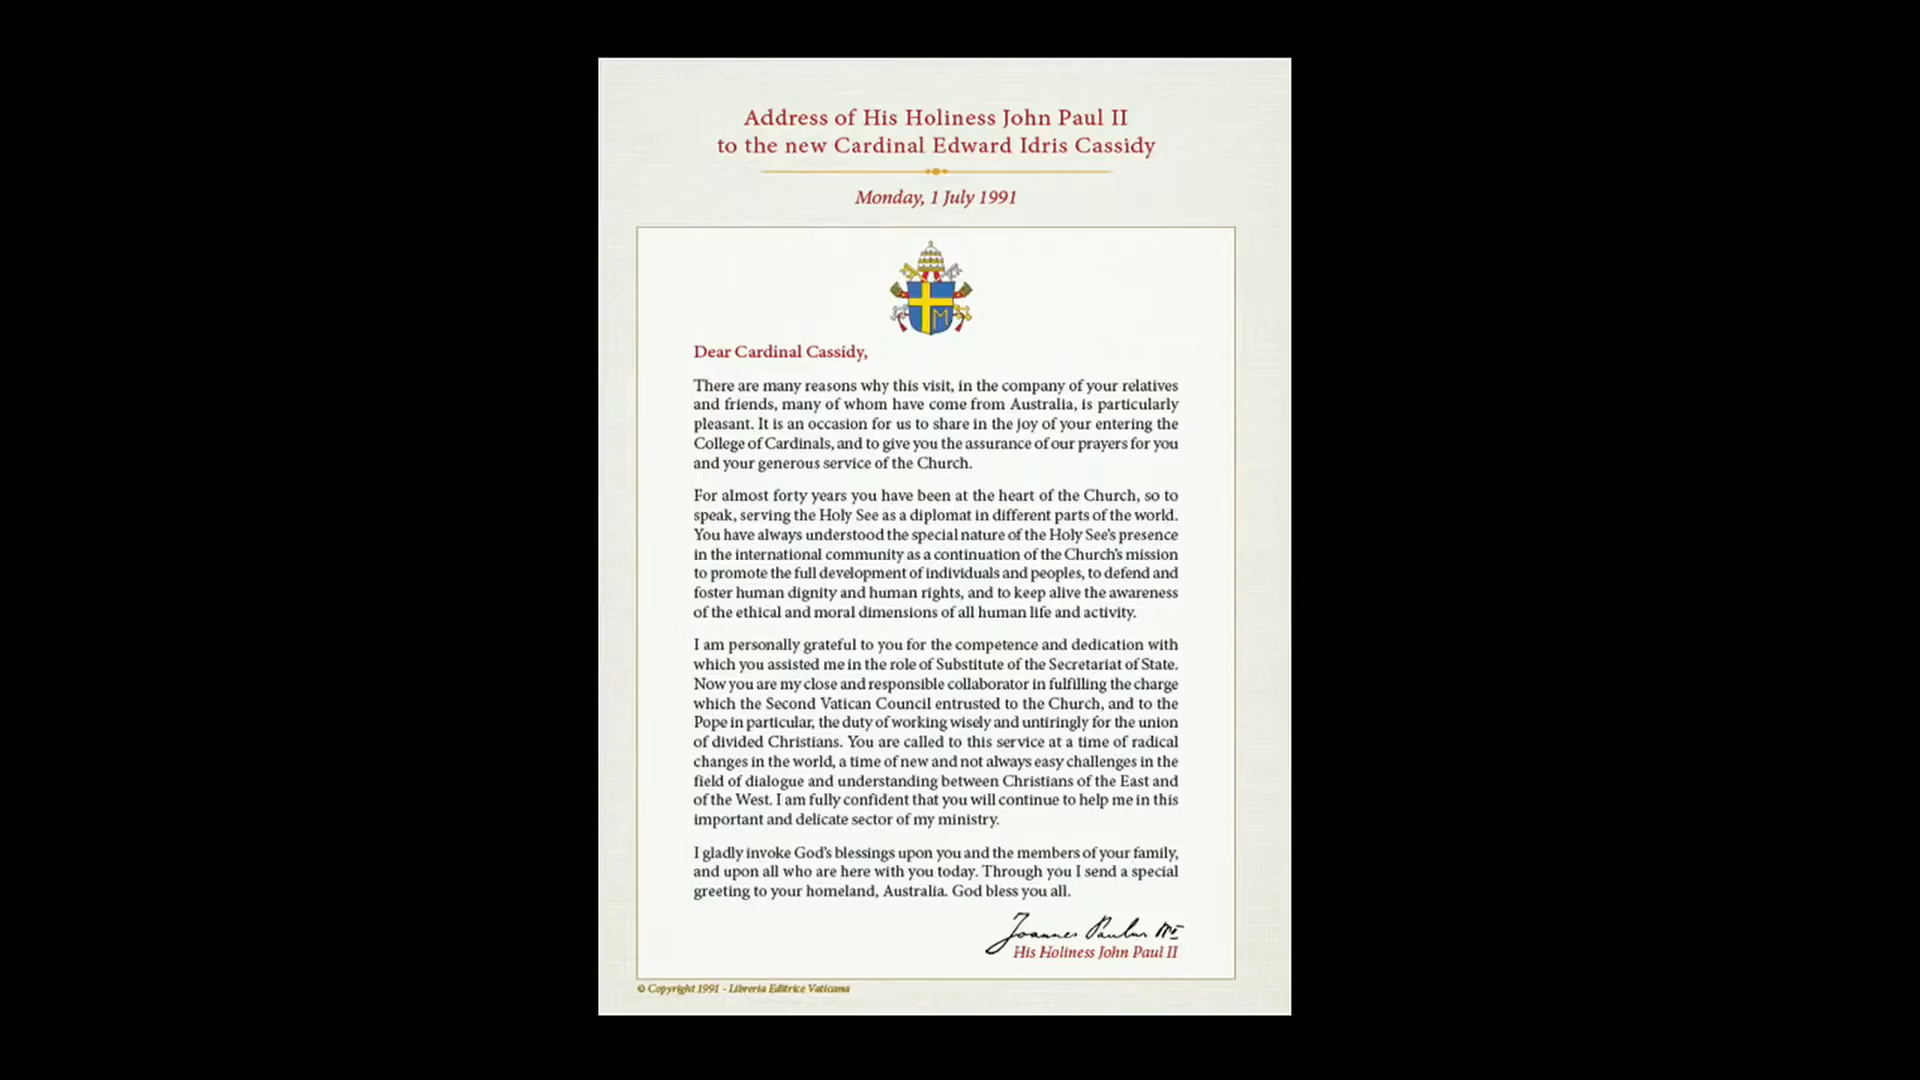 Address of His Holiness John Paul II
to the new Cardinal Edward Idris Cassidy
Monday, 1 July 1991
M
Dear Cardinal Cassidy,
There are many reasons why this visit, in the company of your relatives
and friends, many of whom have come from Australia, is particularly
pleasant. It is an occasion for us to share in the joy of your entering the
College of Cardinals, and to give you the assurance of our prayers for you
and your generous service of the Church.
For almost forty years you have been at the heart of the Church, so to
speak, serving the Holy See as a diplomat in different parts of the world.
You have always understood the special nature of the Holy See's presence
in the international community as a continuation of the Church's mission
to promote the full development of individuals and peoples, to defend and
foster human dignity and human rights, and to keep alive the awareness
of the ethical and moral dimensions of all human life and activity.
I am personally grateful to you for the competence and dedication with
which you assisted me in the role of Substitute of the Secretariat of State.
Now you are my close and responsible collaborator in fulfilling the charge
which the Second Vatican Council entrusted to the Church, and to the
Pope in particular, the duty of working wisely and untiringly for the union
of divided Christians. You are called to this service at a time of radical
changes in the world, a time of new and not always easy challenges in the
field of dialogue and understanding between Christians of the East and
of the West. I am fully confident that you will continue to help me in this
important and delicate sector of my ministry.
I gladly invoke God's blessings upon you and the members of your family,
and upon all who are here with you today. Through you I send a special
greeting to your homeland, Australia. God bless you all.
Joannes Paulus II
His Holiness John Paul II
© Copyright 1991 - Libreria Editrice Vaticana